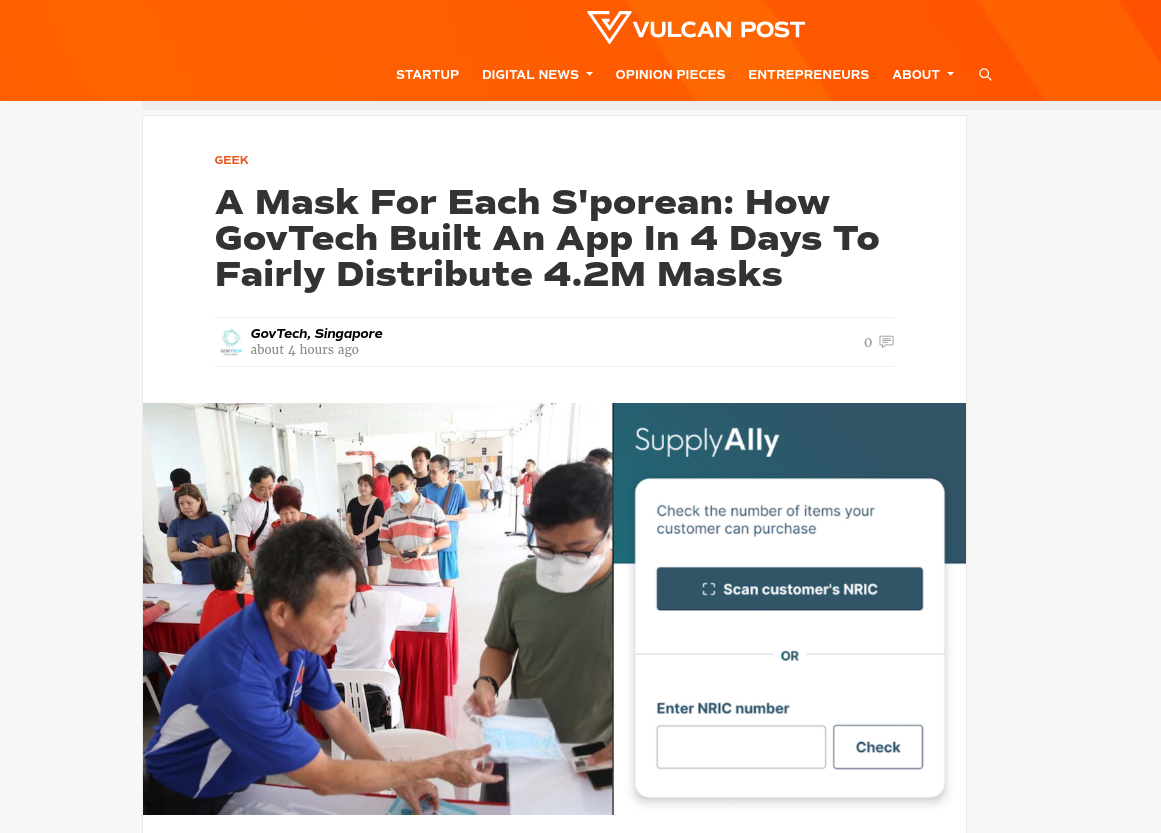 VULCAN POST
STARTUP DIGITAL NEWS OPINION PIECES ENTREPRENEURS ABOUT
GEEK
A Mask For Each S'porean: How
GovTech Built An App In 4 Days To
Fairly Distribute 4.2M Masks
GovTech, Singapore
about 4 hours ago
0
SupplyAlly
Check the number of items your
customer can purchase
Scan customer's NRIC
OR
Enter NRIC number
Check